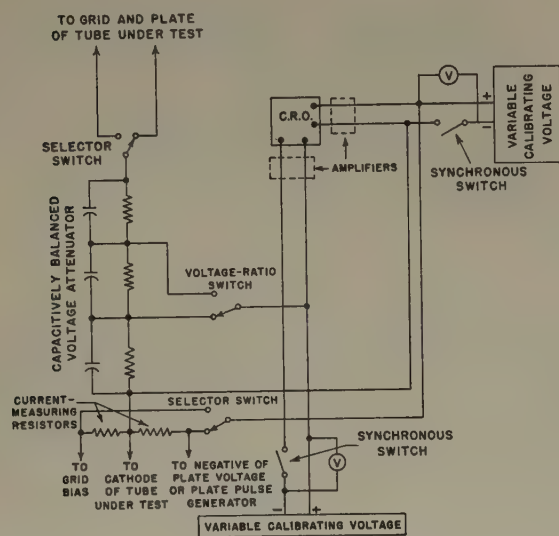 TO GRID AND PLATE
OF TUBE UNDER TEST
SELECTOR
SWITCH
CAPACITIVELY BALANCED
VOLTAGE ATTENUATOR
C.R.O.
AMPLIFIERS
V
+
−
VARIABLE
CALIBRATING
VOLTAGE
SYNCHRONOUS
SWITCH
VOLTAGE-RATIO
SWITCH
CURRENT-
MEASURING
RESISTORS
SELECTOR SWITCH
TO
GRID
BIAS
TO
CATHODE
OF TUBE
UNDER TEST
TO NEGATIVE OF
PLATE VOLTAGE
OR PLATE PULSE
GENERATOR
SYNCHRONOUS
SWITCH
V
− +
VARIABLE CALIBRATING VOLTAGE